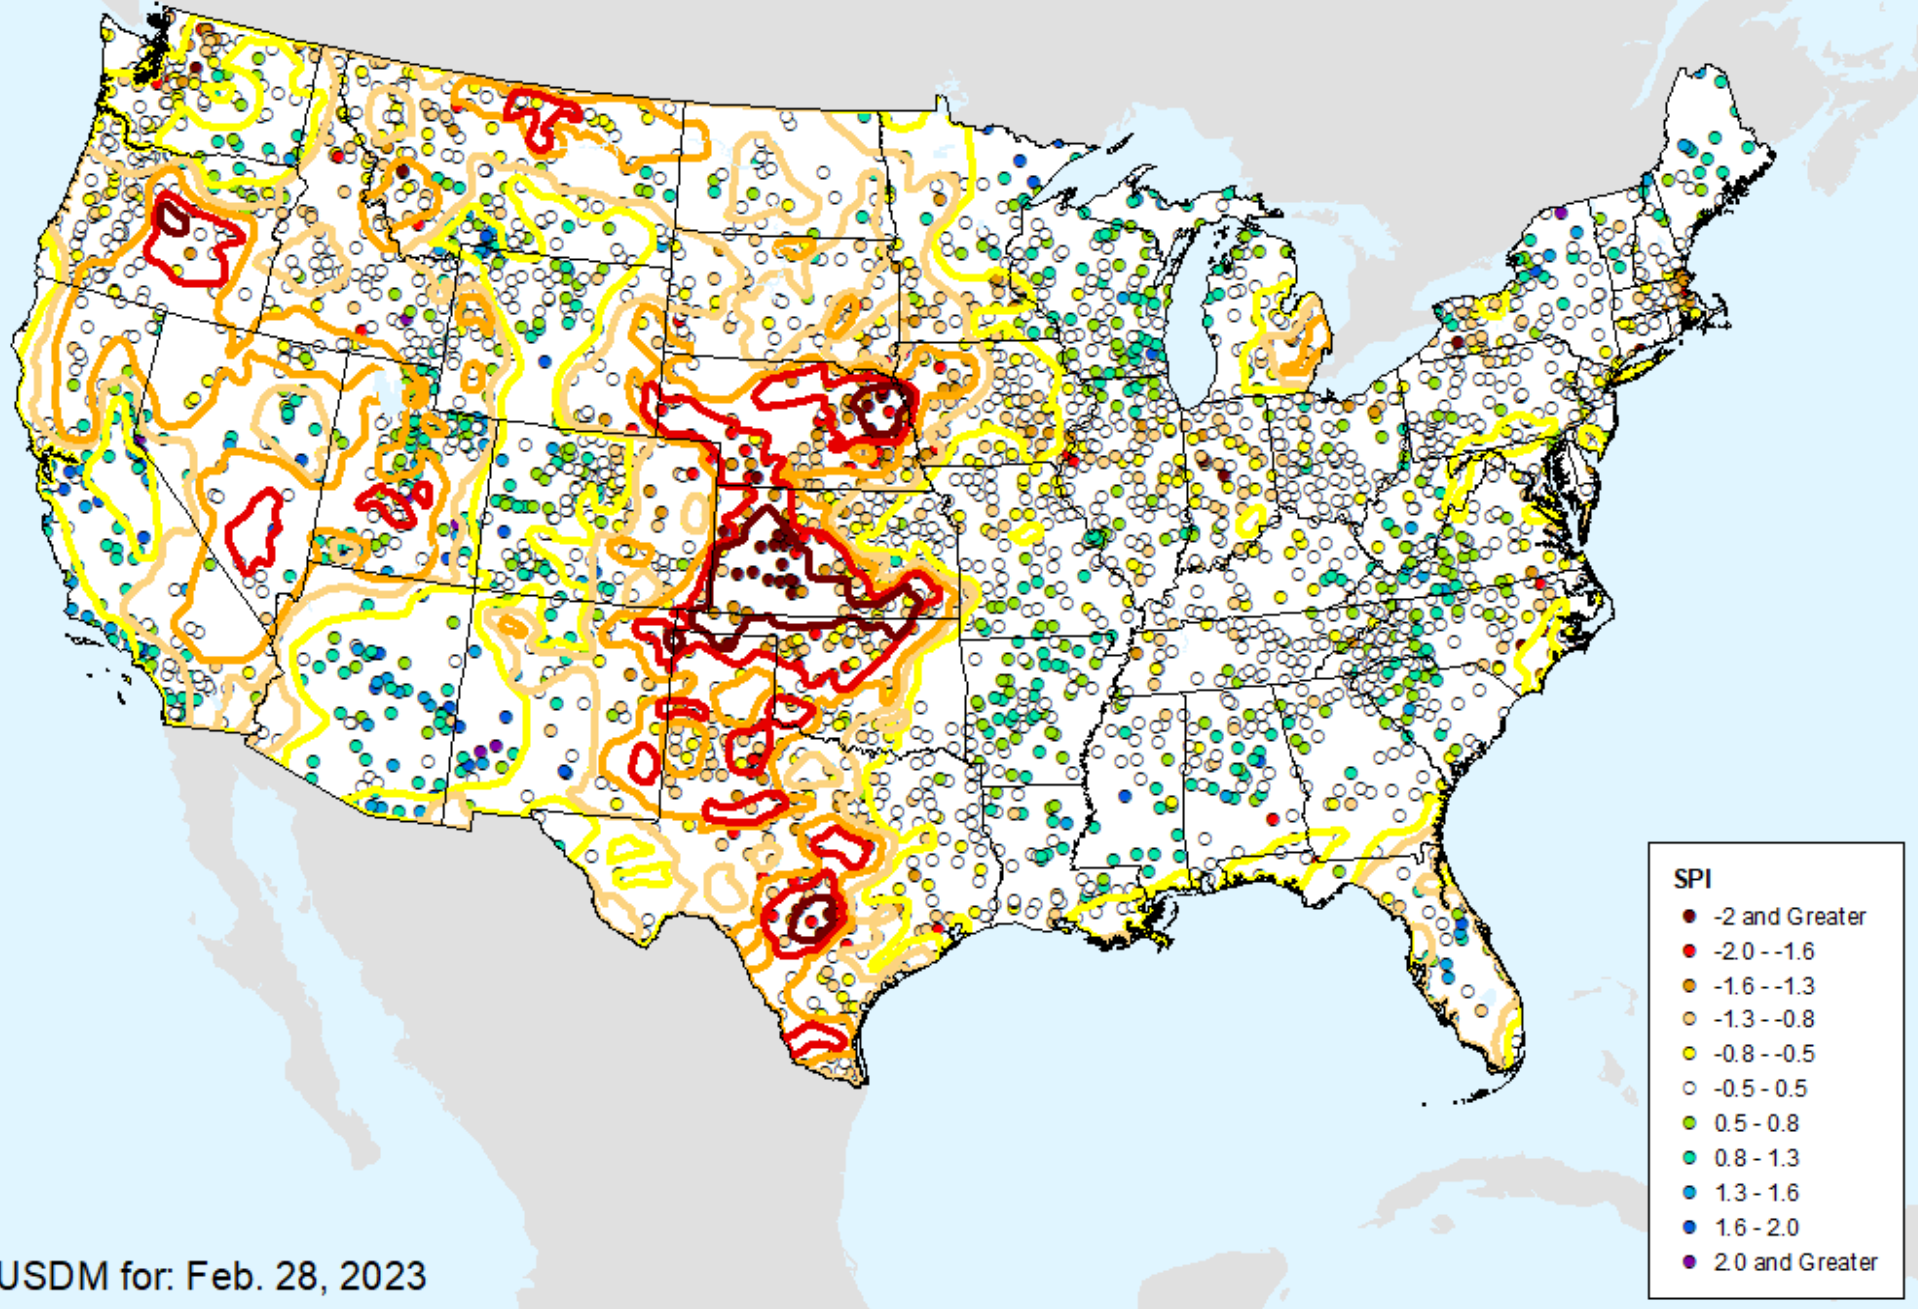 SPI
-2 and Greater
-2.0 - -1.6
-1.6 - -1.3
-1.3 - -0.8
-0.8 - -0.5
-0.5 - 0.5
0.5 - 0.8
0.8 - 1.3
1.3 - 1.6
1.6 - 2.0
2.0 and Greater
USDM for: Feb. 28, 2023